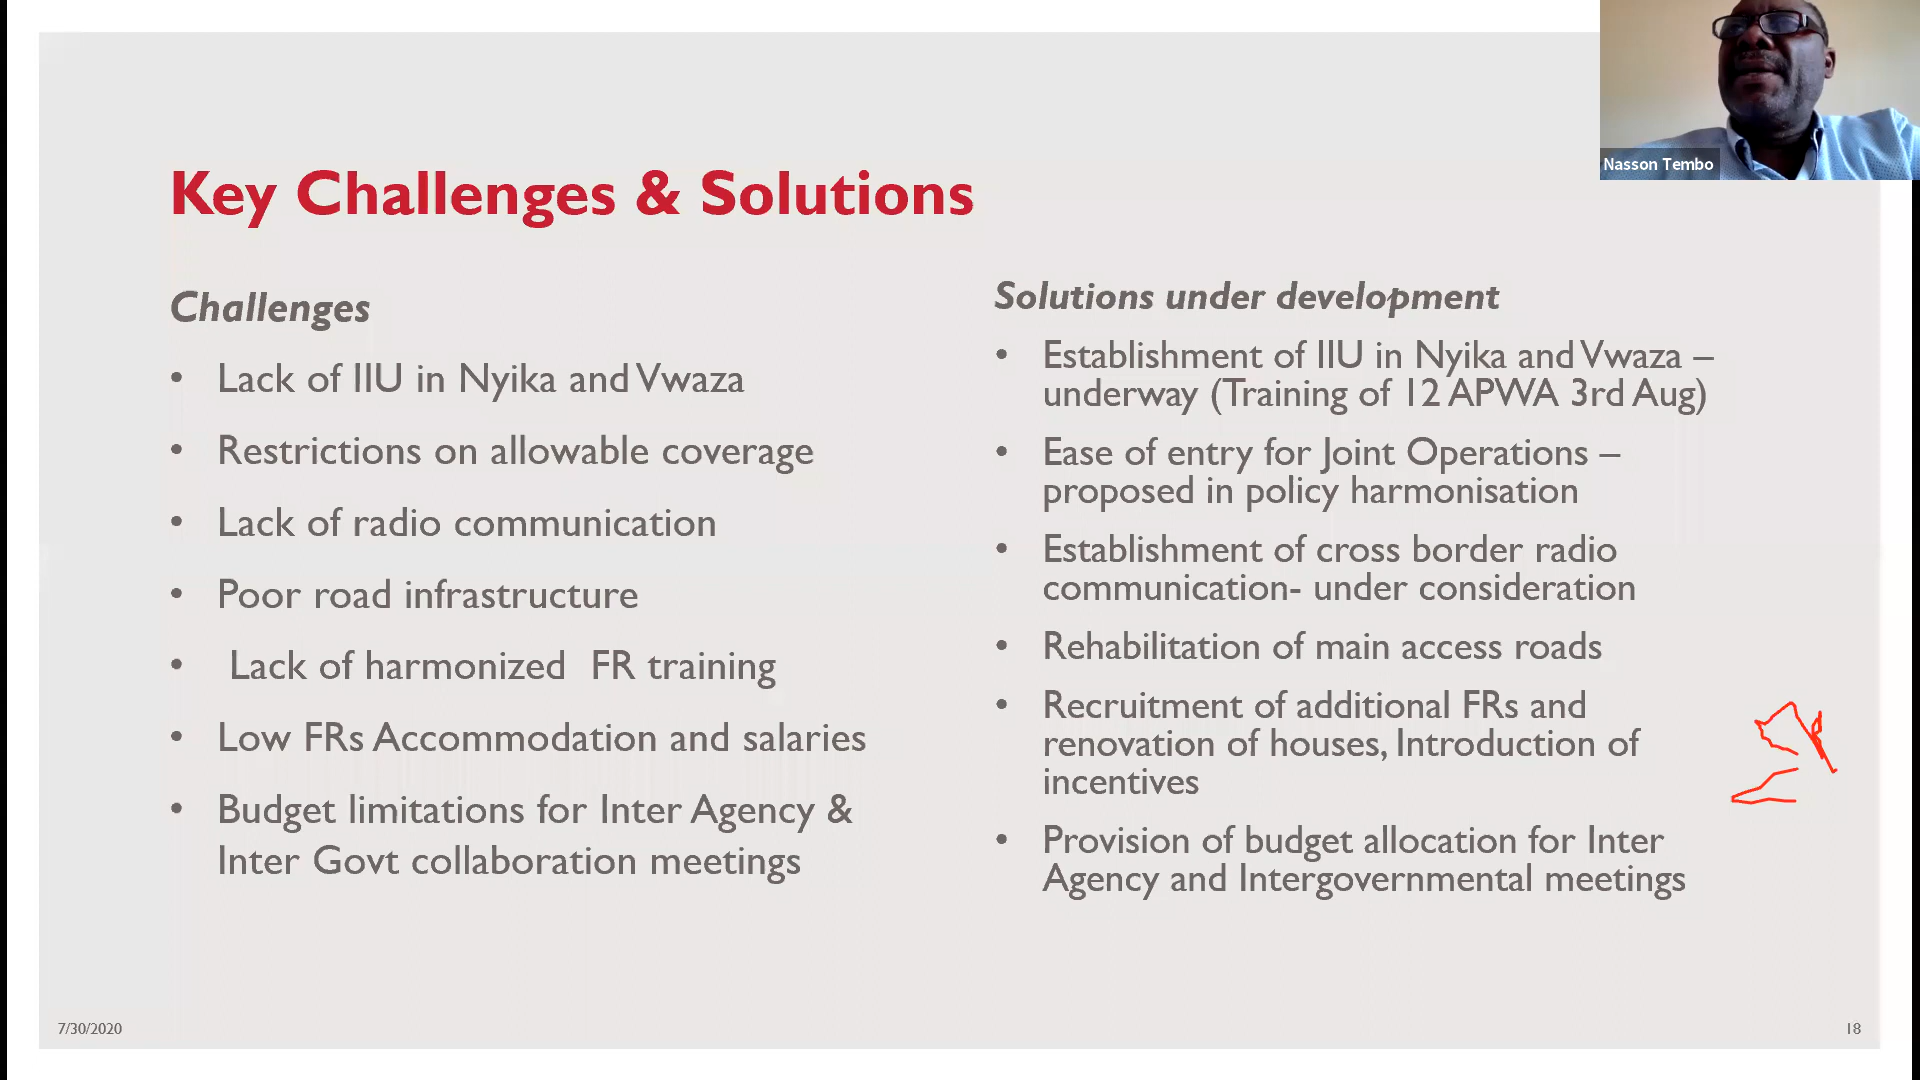 Nasson Tembo
Key Challenges & Solutions
Challenges
• Lack of IIU in Nyika and Vwaza
• Restrictions on allowable coverage
• Lack of radio communication
• Poor road infrastructure
• Lack of harmonized  FR training
• Low FRs Accommodation and salaries
• Budget limitations for Inter Agency &
Inter Govt collaboration meetings
Solutions under development
• Establishment of IIU in Nyika and Vwaza –
underway (Training of 12 APWA 3rd Aug)
• Ease of entry for Joint Operations –
proposed in policy harmonisation
• Establishment of cross border radio
communication- under consideration
• Rehabilitation of main access roads
• Recruitment of additional FRs and
renovation of houses, Introduction of
incentives
• Provision of budget allocation for Inter
Agency and Intergovernmental meetings
7/30/2020
18